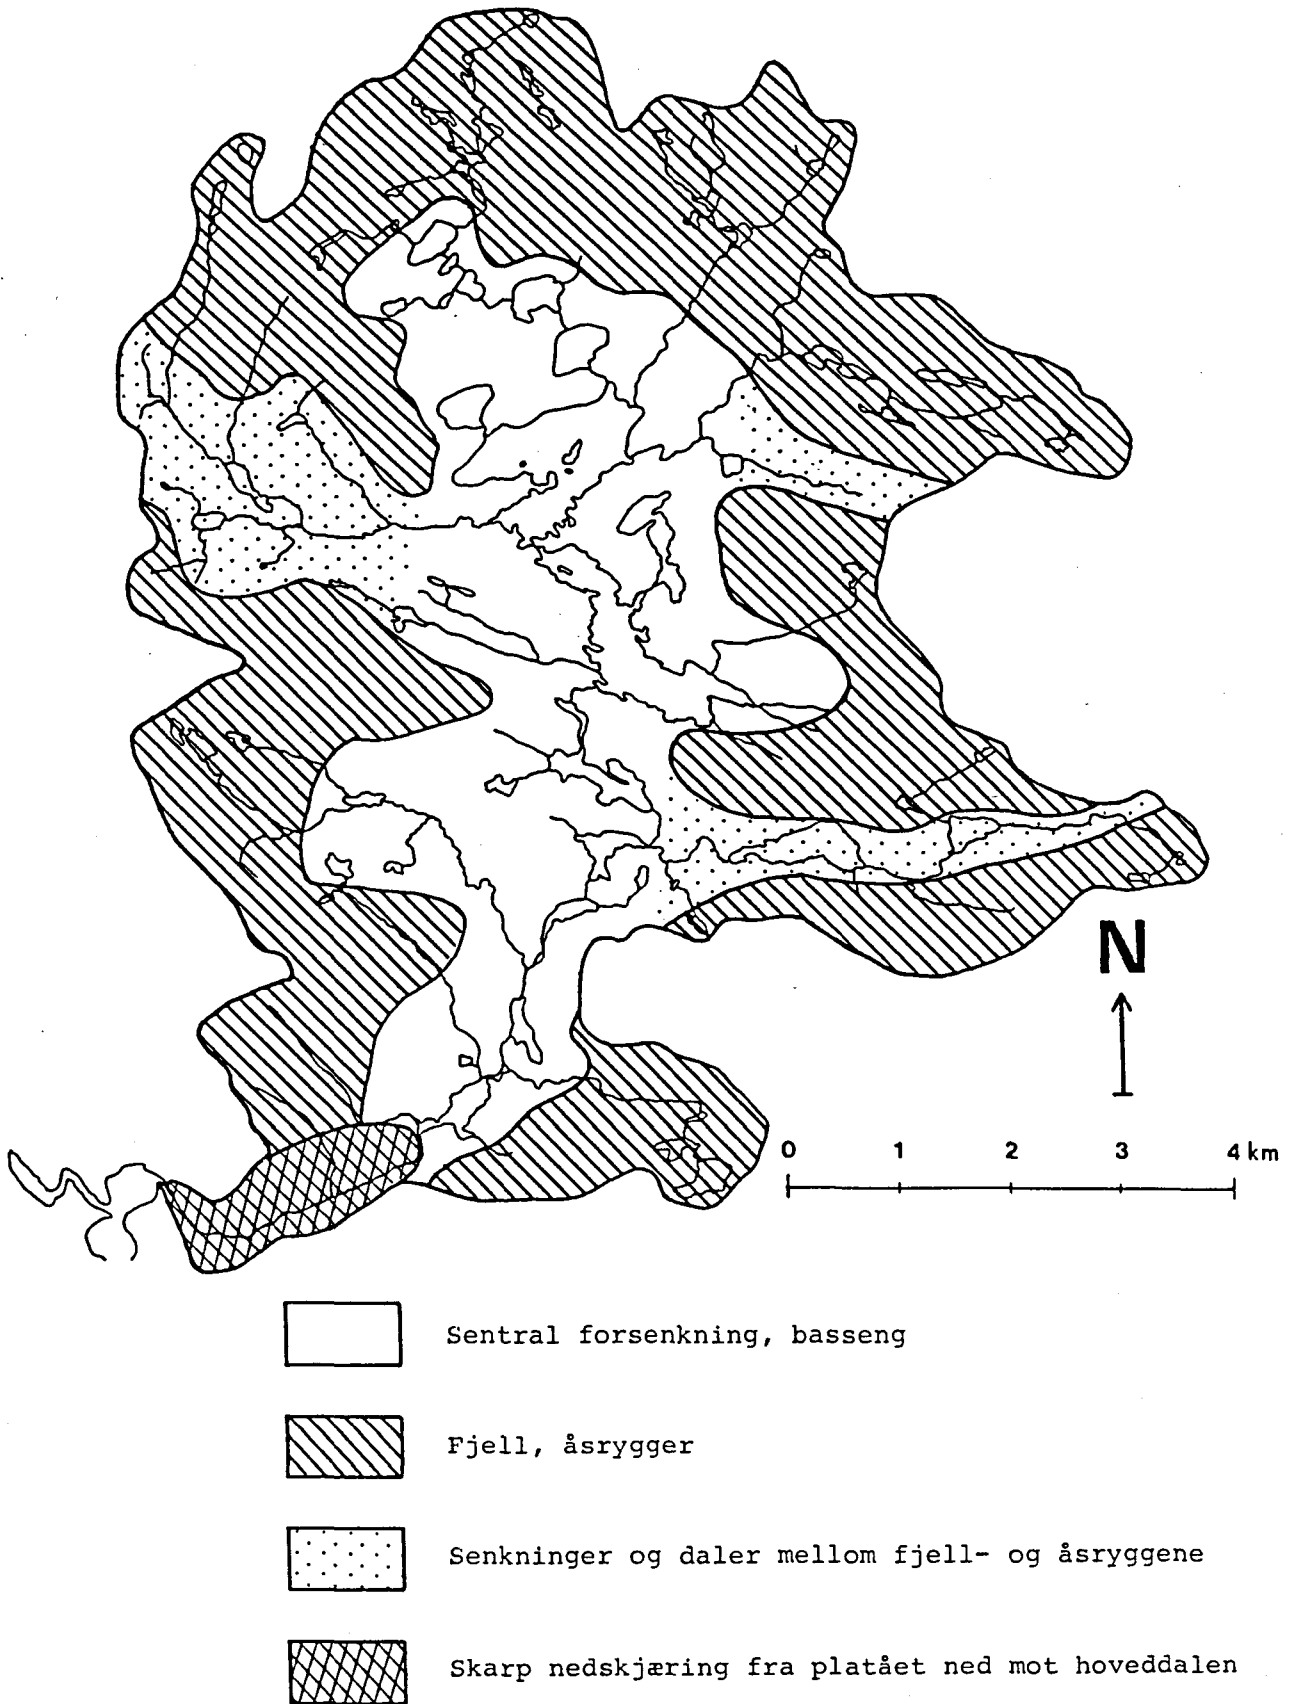 N
0 1 2 3 4 km
Sentral forsenkning, basseng
Fjell, åsrygger
Senkninger og daler mellom fjell- og åsryggene
Skarp nedskjæring fra platået ned mot hoveddalen